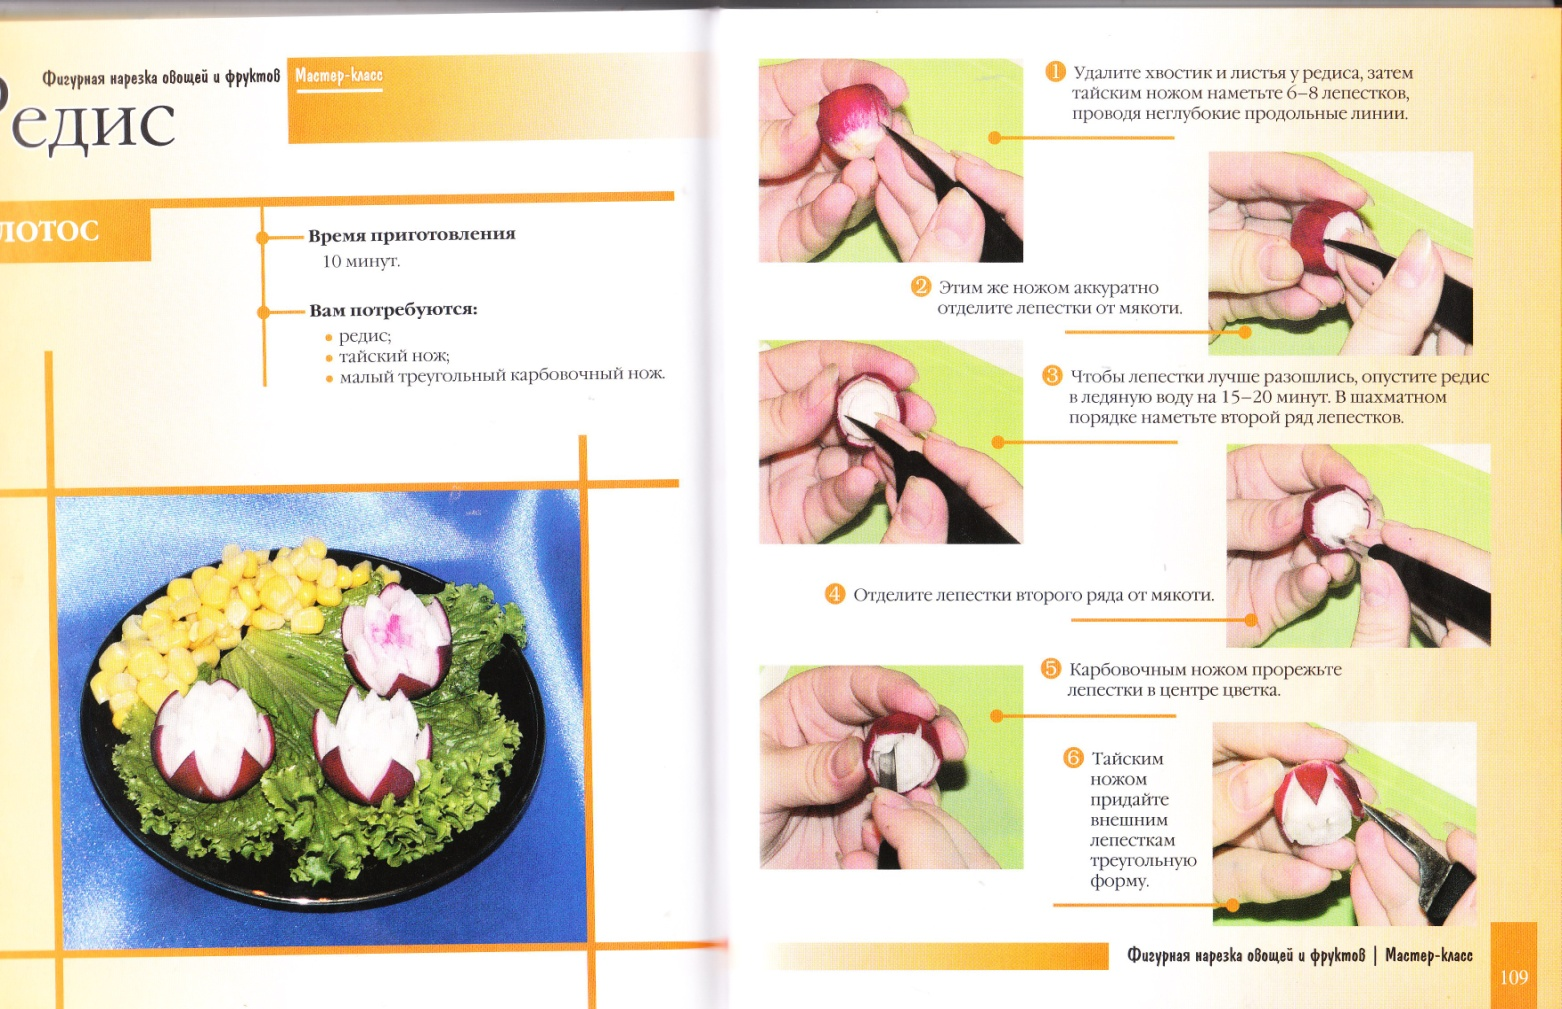 Фигурная нарезка овощей и фруктов
Мастер-класс
Редис
ЛОТОС
Время приготовления
10 минут.
Вам потребуются:
• редис;
• тайский нож;
• малый треугольный карбовочный нож.
1 Удалите хвостик и листья у редиса, затем
тайским ножом наметьте 6–8 лепестков,
проводя неглубокие продольные линии.
2 Этим же ножом аккуратно
отделите лепестки от мякоти.
3 Чтобы лепестки лучше разошлись, опустите редис
в ледяную воду на 15–20 минут. В шахматном
порядке наметьте второй ряд лепестков.
4 Отделите лепестки второго ряда от мякоти.
5 Карбовочным ножом прорежьте
лепестки в центре цветка.
6 Тайским
ножом
придайте
внешним
лепесткам
треугольную
форму.
Фигурная нарезка овощей и фруктов | Мастер-класс
109